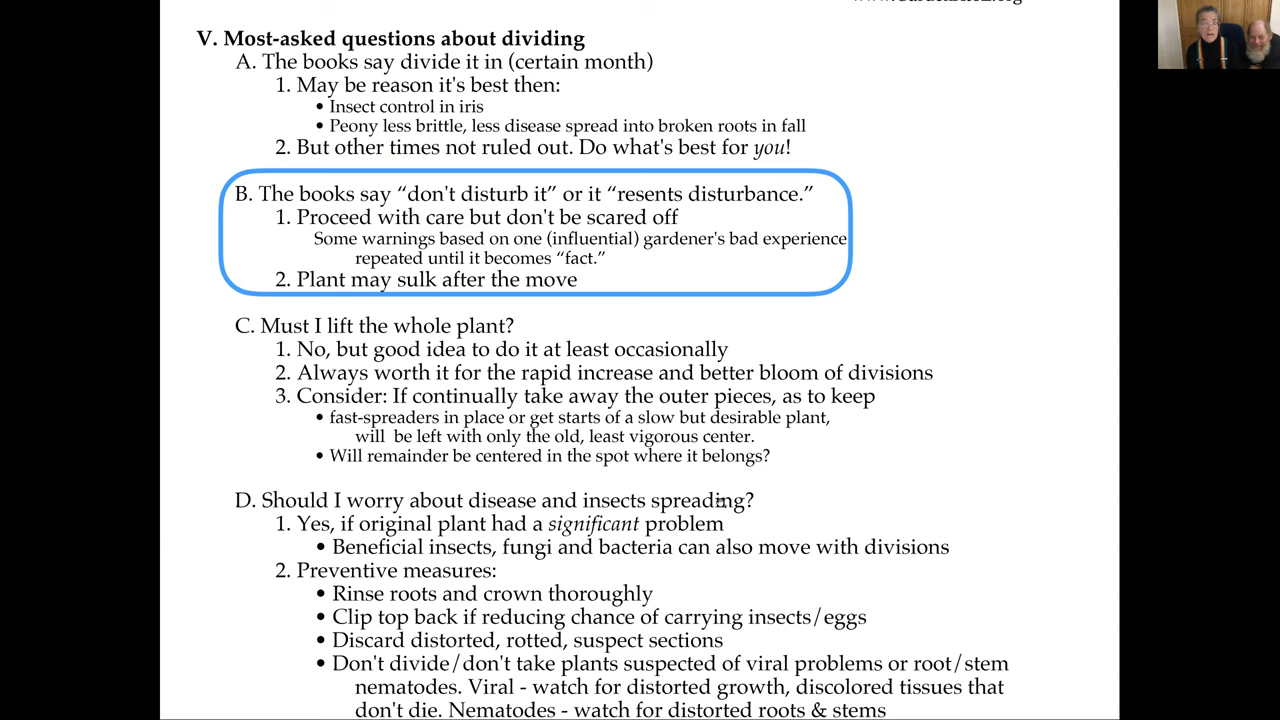 V. Most-asked questions about dividing
A. The books say divide it in (certain month)
1. May be reason it's best then:
• Insect control in iris
• Peony less brittle, less disease spread into broken roots in fall
2. But other times not ruled out. Do what's best for you!
B. The books say “don't disturb it” or it “resents disturbance.”
1. Proceed with care but don't be scared off
Some warnings based on one (influential) gardener's bad experience
repeated until it becomes “fact.”
2. Plant may sulk after the move
C. Must I lift the whole plant?
1. No, but good idea to do it at least occasionally
2. Always worth it for the rapid increase and better bloom of divisions
3. Consider: If continually take away the outer pieces, as to keep
• fast-spreaders in place or get starts of a slow but desirable plant,
will be left with only the old, least vigorous center.
• Will remainder be centered in the spot where it belongs?
D. Should I worry about disease and insects spreading?
1. Yes, if original plant had a significant problem
• Beneficial insects, fungi and bacteria can also move with divisions
2. Preventive measures:
• Rinse roots and crown thoroughly
• Clip top back if reducing chance of carrying insects/eggs
• Discard distorted, rotted, suspect sections
• Don't divide/don't take plants suspected of viral problems or root/stem
nematodes. Viral - watch for distorted growth, discolored tissues that
don't die. Nematodes - watch for distorted roots & stems